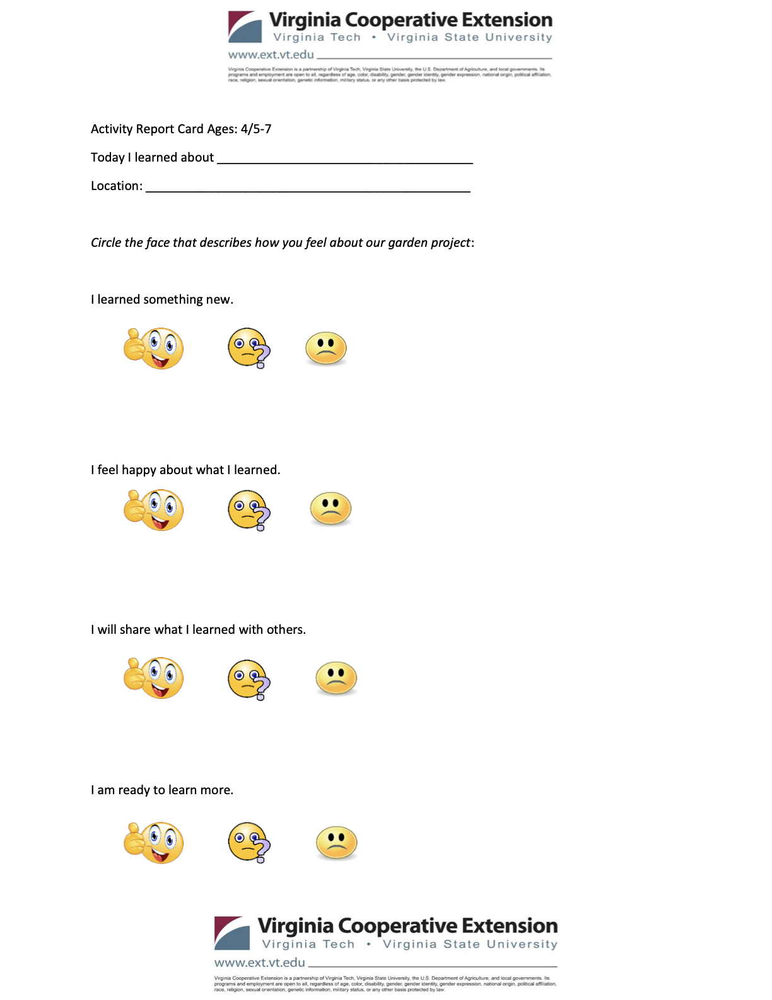 Virginia Cooperative Extension
Virginia Tech • Virginia State University
www.ext.vt.edu
Virginia Cooperative Extension is a partnership of Virginia Tech, Virginia State University, the U.S. Department of Agriculture, and local governments. Its
programs and employment are open to all, regardless of age, color, disability, gender, gender identity, gender expression, national origin, political affiliation,
race, religion, sexual orientation, genetic information, military status, or any other basis protected by law.
Activity Report Card Ages: 4/5-7
Today I learned about ____________________________________
Location: ______________________________________________
Circle the face that describes how you feel about our garden project:
I learned something new.
I feel happy about what I learned.
I will share what I learned with others.
I am ready to learn more.
Virginia Cooperative Extension
Virginia Tech • Virginia State University
www.ext.vt.edu
Virginia Cooperative Extension is a partnership of Virginia Tech, Virginia State University, the U.S. Department of Agriculture, and local governments. Its
programs and employment are open to all, regardless of age, color, disability, gender, gender identity, gender expression, national origin, political affiliation,
race, religion, sexual orientation, genetic information, military status, or any other basis protected by law.